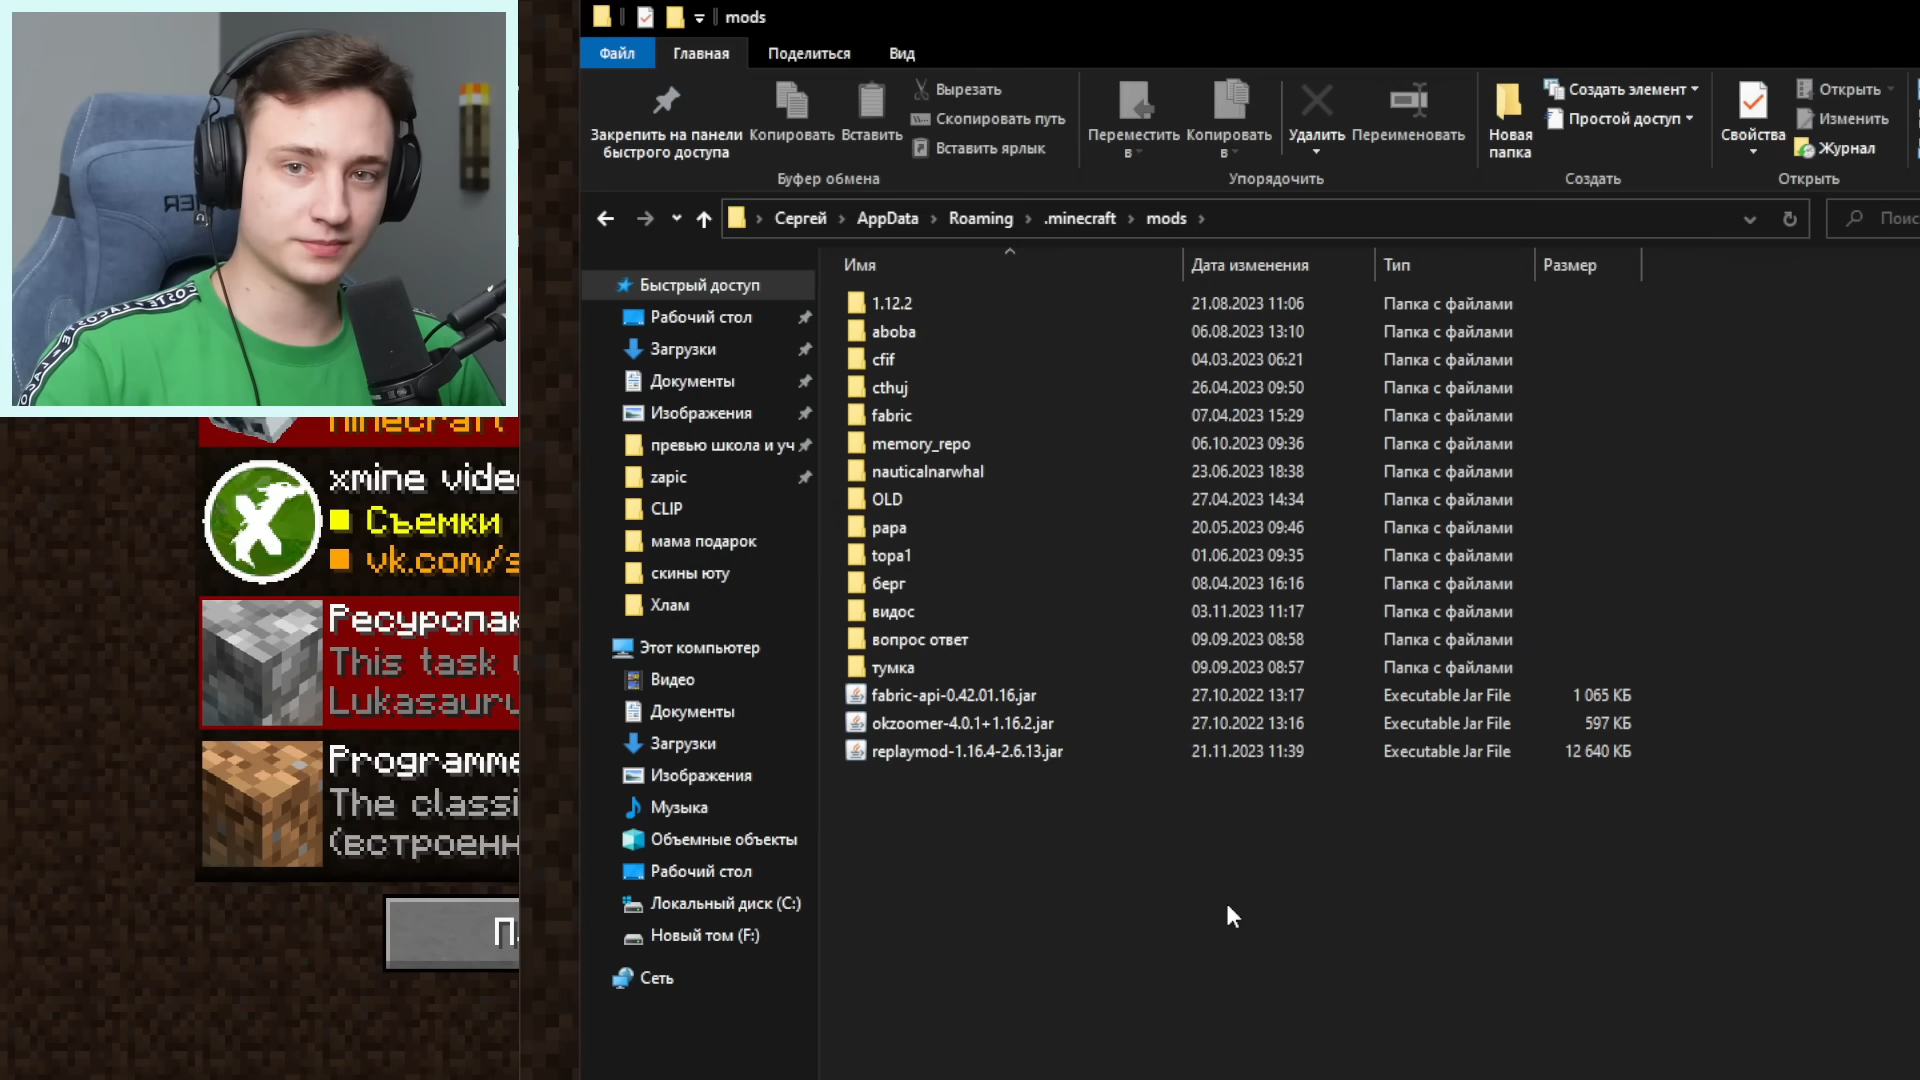 mods
Файл
Главная
Поделиться
Вид
Закрепить на панели
быстрого доступа
Копировать
Вставить
Вырезать
Скопировать путь
Вставить ярлык
Буфер обмена
Переместить
в
Копировать
в
Удалить
Переименовать
Упорядочить
Новая
папка
Создать элемент
Простой доступ
Создать
Свойства
Открыть
Изменить
Журнал
Открыть
Сергей > AppData > Roaming > .minecraft > mods >
Поис
Имя Дата изменения Тип Размер
1.12.2 21.08.2023 11:06 Папка с файлами
aboba 06.08.2023 13:10 Папка с файлами
cfif 04.03.2023 06:21 Папка с файлами
cthuj 26.04.2023 09:50 Папка с файлами
fabric 07.04.2023 15:29 Папка с файлами
memory_repo 06.10.2023 09:36 Папка с файлами
nauticalnarwhal 23.06.2023 18:38 Папка с файлами
OLD 27.04.2023 14:34 Папка с файлами
papa 20.05.2023 09:46 Папка с файлами
topa1 01.06.2023 09:35 Папка с файлами
берг 08.04.2023 16:16 Папка с файлами
видос 03.11.2023 11:17 Папка с файлами
вопрос ответ 09.09.2023 08:58 Папка с файлами
тумка 09.09.2023 08:57 Папка с файлами
fabric-api-0.42.01.16.jar 27.10.2022 13:17 Executable Jar File 1 065 КБ
okzoomer-4.0.1+1.16.2.jar 27.10.2022 13:16 Executable Jar File 597 КБ
replaymod-1.16.4-2.6.13.jar 21.11.2023 11:39 Executable Jar File 12 640 КБ
Быстрый доступ
Рабочий стол
Загрузки
Документы
Изображения
превью школа и уч
zapic
CLIP
мама подарок
скины юту
Хлам
Этот компьютер
Видео
Документы
Загрузки
Изображения
Музыка
Объемные объекты
Рабочий стол
Локальный диск (C:)
Новый том (F:)
Сеть
minecraft
xmine vide
Съемки
vk.com/s
Ресурспак
This task
Lukasauru
Programme
The classi
(встроенн
LACOSTE